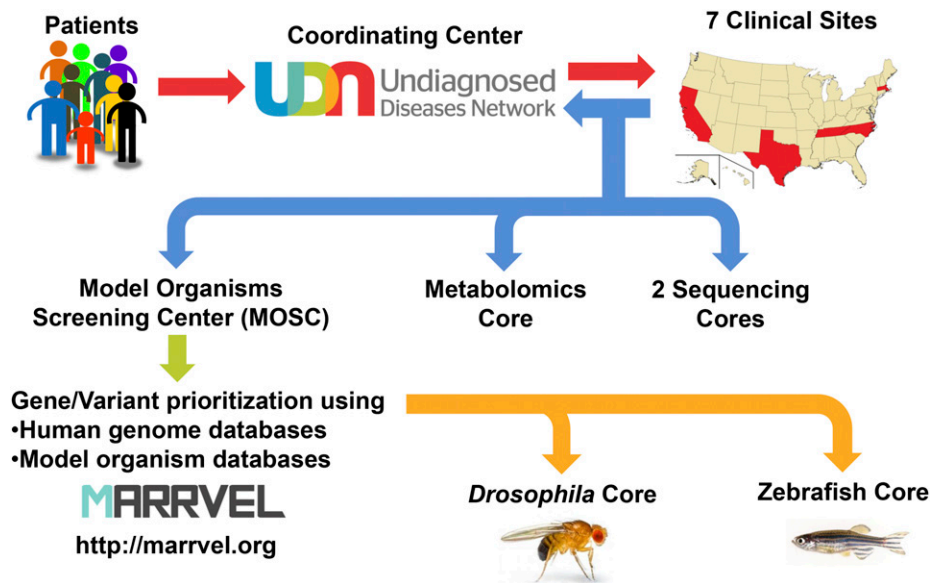 Patients
Coordinating Center
UDN Undiagnosed
Diseases Network
7 Clinical Sites
Model Organisms
Screening Center (MOSC)
Metabolomics
Core
2 Sequencing
Cores
Gene/Variant prioritization using
•Human genome databases
•Model organism databases
MARRVEL
http://marrvel.org
Drosophila Core
Zebrafish Core